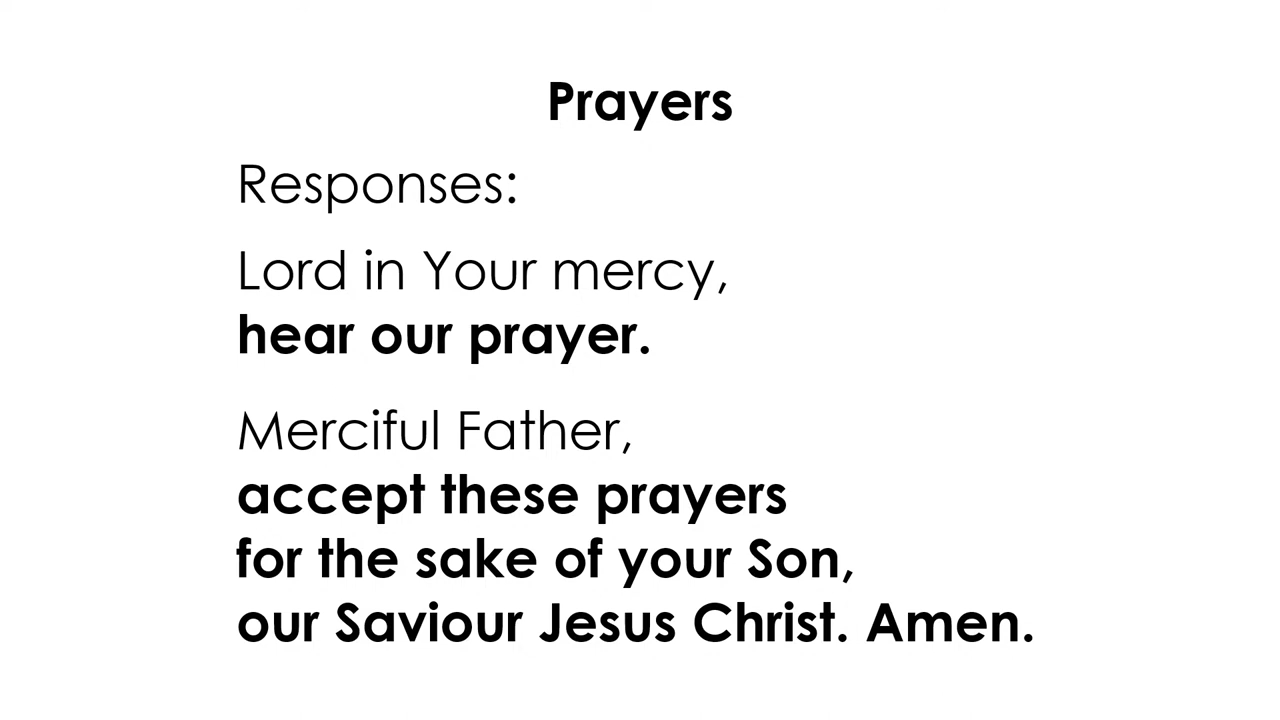 Prayers
Responses:
Lord in Your mercy,
hear our prayer.
Merciful Father,
accept these prayers
for the sake of your Son,
our Saviour Jesus Christ. Amen.